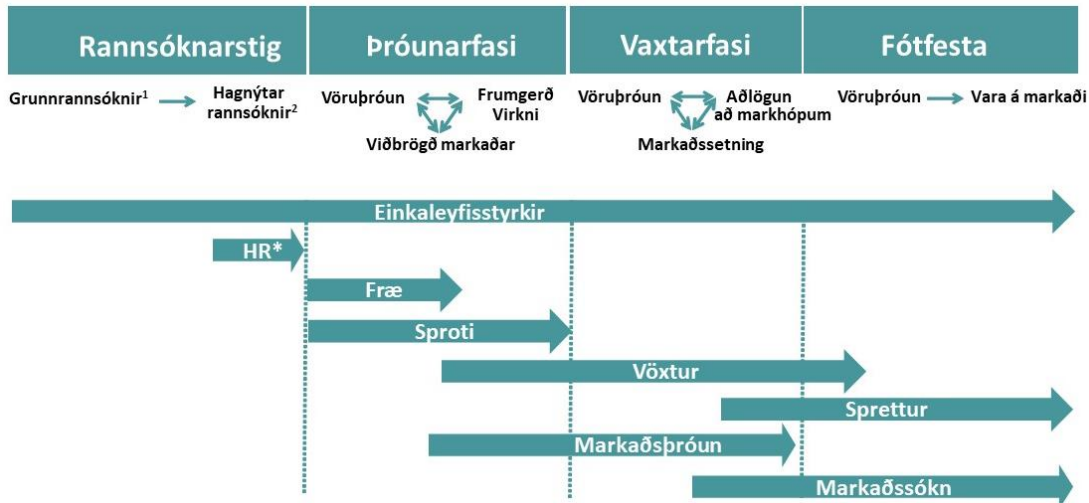 Rannsóknarstig
Þróunarfasi
Vaxtarfasi
Fótfesta
Grunnrannsóknir¹
Hagnýtar
rannsóknir²
Vöruþróun
Frumgerð
Virkni
Viðbrögð markaðar
Vöruþróun
Aðlögun
að markhópum
Markaðssetning
Vöruþróun
Vara á markaði
Einkaleyfisstyrkir
HR*
Fræ
Sproti
Vöxtur
Sprettur
Markaðsþróun
Markaðssókn